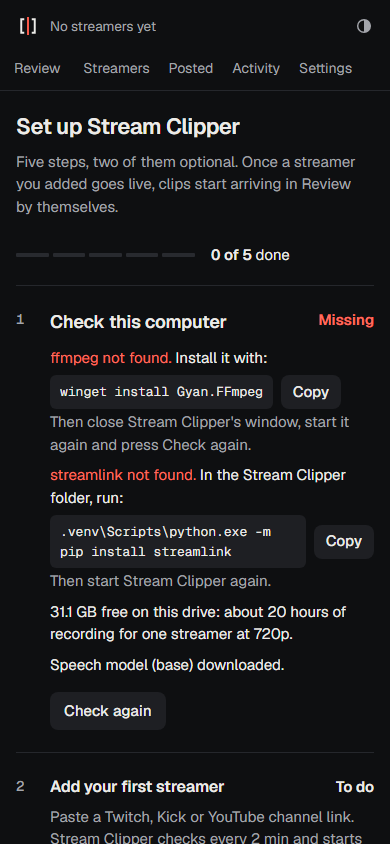 No streamers yet
Review Streamers Posted Activity Settings
Set up Stream Clipper
Five steps, two of them optional. Once a streamer
you added goes live, clips start arriving in Review
by themselves.
0 of 5 done
1 Check this computer Missing
ffmpeg not found. Install it with:
winget install Gyan.FFmpeg Copy
Then close Stream Clipper's window, start it
again and press Check again.
streamlink not found. In the Stream Clipper
folder, run:
.venv\Scripts\python.exe -m
pip install streamlink
Copy
Then start Stream Clipper again.
31.1 GB free on this drive: about 20 hours of
recording for one streamer at 720p.
Speech model (base) downloaded.
Check again
2 Add your first streamer To do
Paste a Twitch, Kick or YouTube channel link.
Stream Clipper checks every 2 min and starts